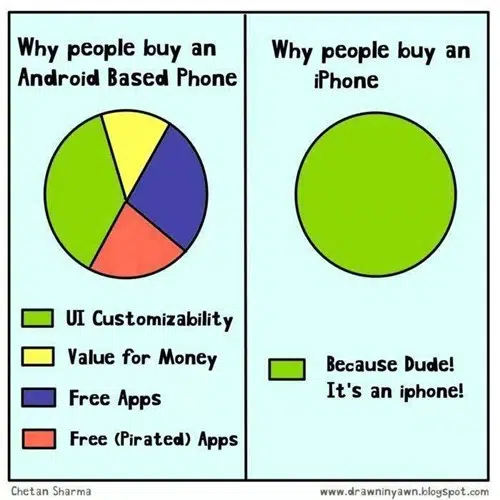 Why people buy an
Android Based Phone
UI Customizability
Value for Money
Free Apps
Free (Pirated) Apps
Why people buy an
iPhone
Because Dude!
It's an iphone!
Chetan Sharma
www.drawninyawn.blogspot.com